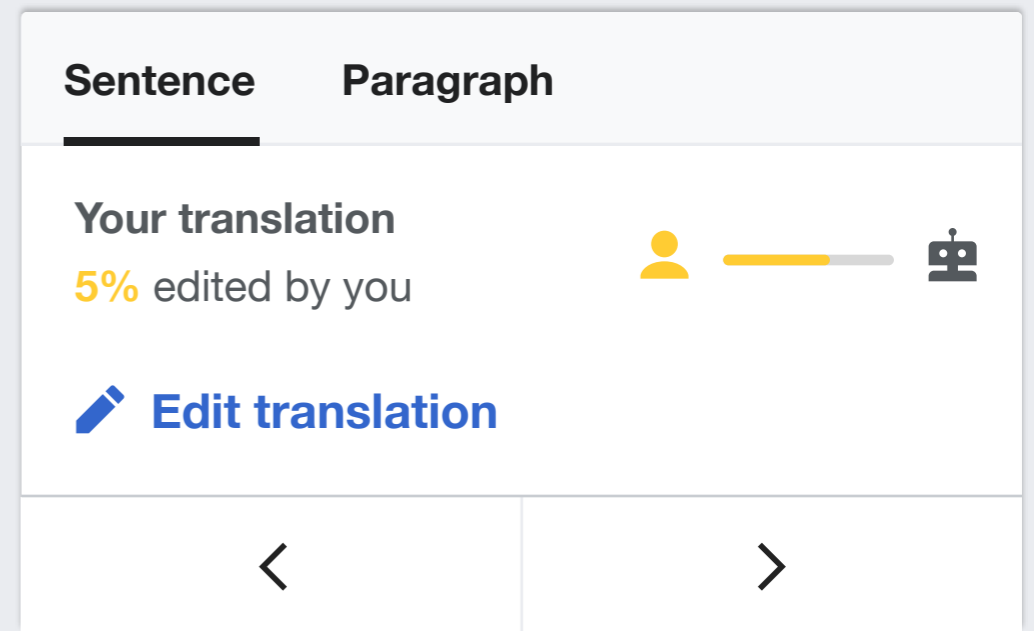 Sentence Paragraph
Your translation
5% edited by you
Edit translation